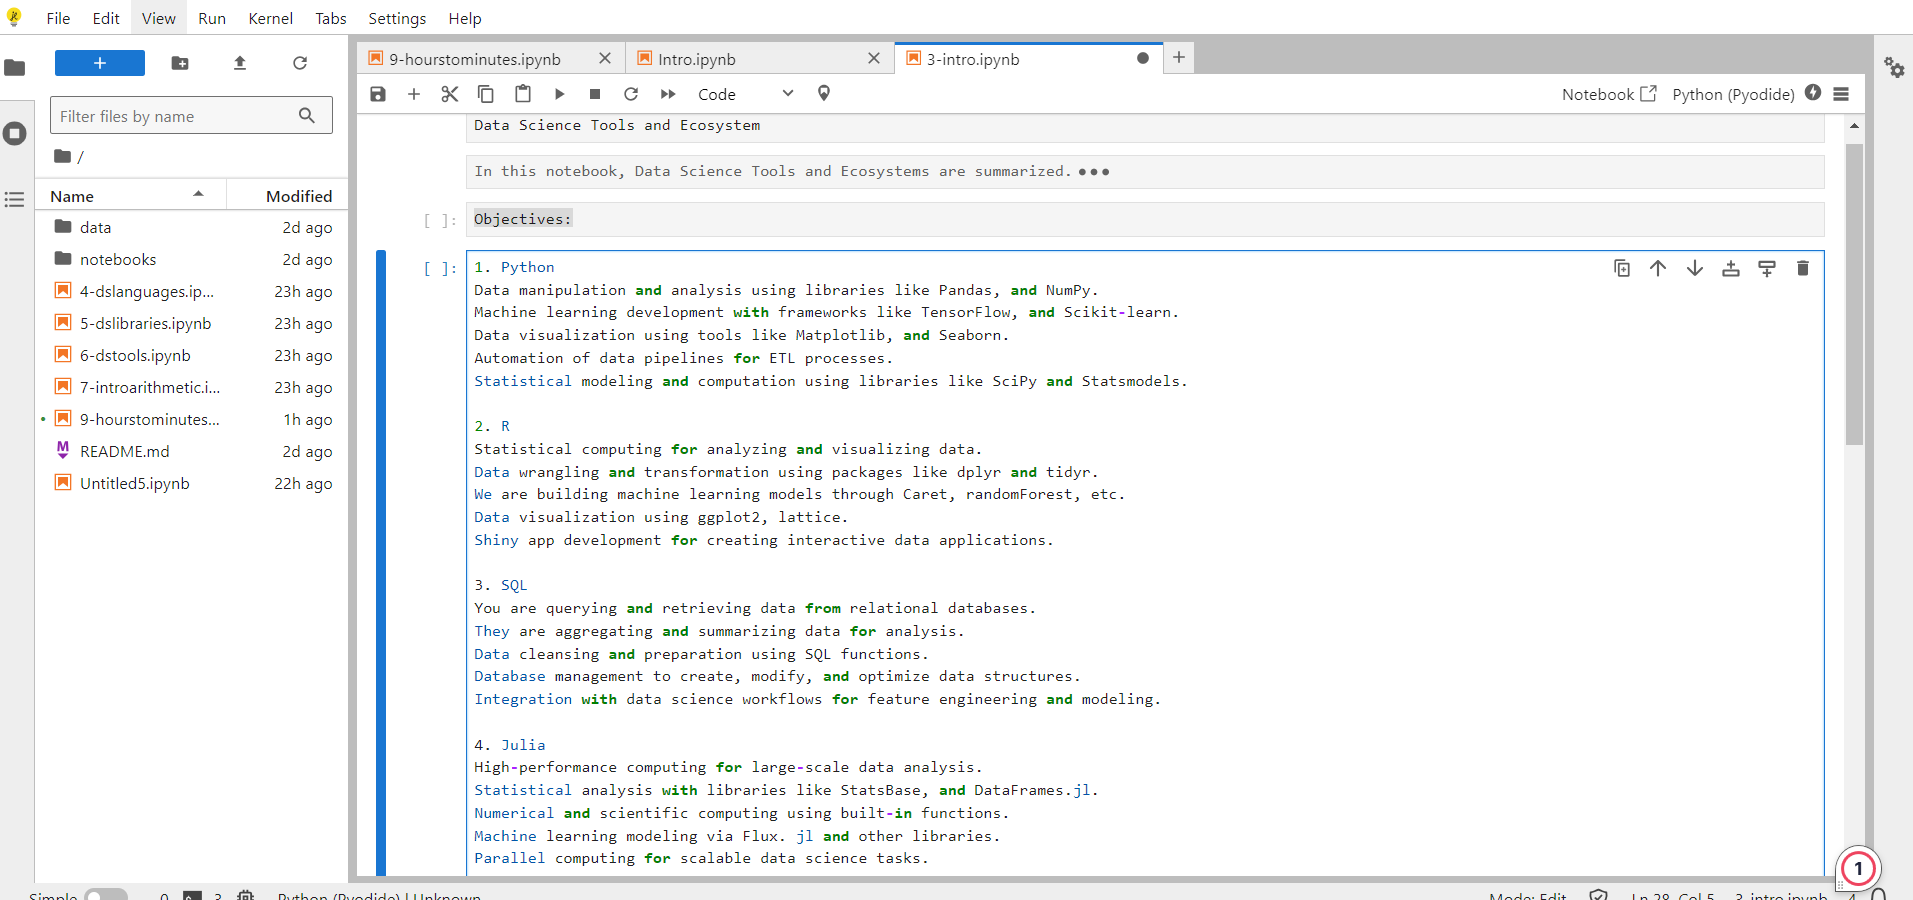 File Edit View Run Kernel Tabs Settings Help
9-hourstominutes.ipynb
Intro.ipynb
3-intro.ipynb
Code
Notebook
Python (Pyodide)
Filter files by name
/
Name Modified
data 2d ago
notebooks 2d ago
4-dslanguages.ip... 23h ago
5-dslibraries.ipynb 23h ago
6-dstools.ipynb 23h ago
7-introarithmetic.i... 23h ago
9-hourstominutes... 1h ago
README.md 2d ago
Untitled5.ipynb 22h ago
Data Science Tools and Ecosystem
In this notebook, Data Science Tools and Ecosystems are summarized.
[ ]: Objectives:
[ ]: 1. Python
Data manipulation and analysis using libraries like Pandas, and NumPy.
Machine learning development with frameworks like TensorFlow, and Scikit-learn.
Data visualization using tools like Matplotlib, and Seaborn.
Automation of data pipelines for ETL processes.
Statistical modeling and computation using libraries like SciPy and Statsmodels.
2. R
Statistical computing for analyzing and visualizing data.
Data wrangling and transformation using packages like dplyr and tidyr.
We are building machine learning models through Caret, randomForest, etc.
Data visualization using ggplot2, lattice.
Shiny app development for creating interactive data applications.
3. SQL
You are querying and retrieving data from relational databases.
They are aggregating and summarizing data for analysis.
Data cleansing and preparation using SQL functions.
Database management to create, modify, and optimize data structures.
Integration with data science workflows for feature engineering and modeling.
4. Julia
High-performance computing for large-scale data analysis.
Statistical analysis with libraries like StatsBase, and DataFrames.jl.
Numerical and scientific computing using built-in functions.
Machine learning modeling via Flux. jl and other libraries.
Parallel computing for scalable data science tasks.
1
Simple 0 3 Python (Pyodide) | Unknown Mode: Edit Ln 28, Col 5 3-intro.ipynb 4